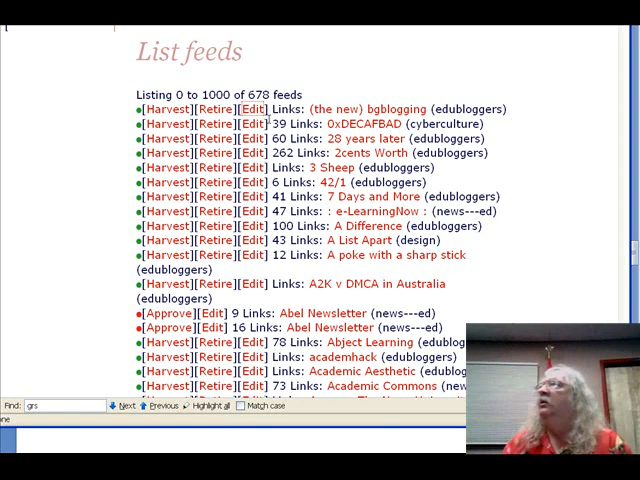 List feeds
Listing 0 to 1000 of 678 feeds
[Harvest][Retire][Edit] Links: (the new) bgblogging (edubloggers)
[Harvest][Retire][Edit] 39 Links: 0xDECAFBAD (cyberculture)
[Harvest][Retire][Edit] 60 Links: 28 years later (edubloggers)
[Harvest][Retire][Edit] 262 Links: 2cents Worth (edubloggers)
[Harvest][Retire][Edit] Links: 3 Sheep (edubloggers)
[Harvest][Retire][Edit] 6 Links: 42/1 (edubloggers)
[Harvest][Retire][Edit] 41 Links: 7 Days and More (edubloggers)
[Harvest][Retire][Edit] 47 Links: : e-LearningNow : (news---ed)
[Harvest][Retire][Edit] 100 Links: A Difference (edubloggers)
[Harvest][Retire][Edit] 43 Links: A List Apart (design)
[Harvest][Retire][Edit] 12 Links: A poke with a sharp stick
(edubloggers)
[Harvest][Retire][Edit] Links: A2K v DMCA in Australia
(edubloggers)
[Approve][Edit] 9 Links: Abel Newsletter (news---ed)
[Approve][Edit] 16 Links: Abel Newsletter (news---ed)
[Harvest][Retire][Edit] 78 Links: Abject Learning (edublog
[Harvest][Retire][Edit] Links: academhack (edubloggers)
[Harvest][Retire][Edit] Links: Academic Aesthetic (edublog
[Harvest][Retire][Edit] 73 Links: Academic Commons (new
Find: grs Next Previous Highlight all Match case
one